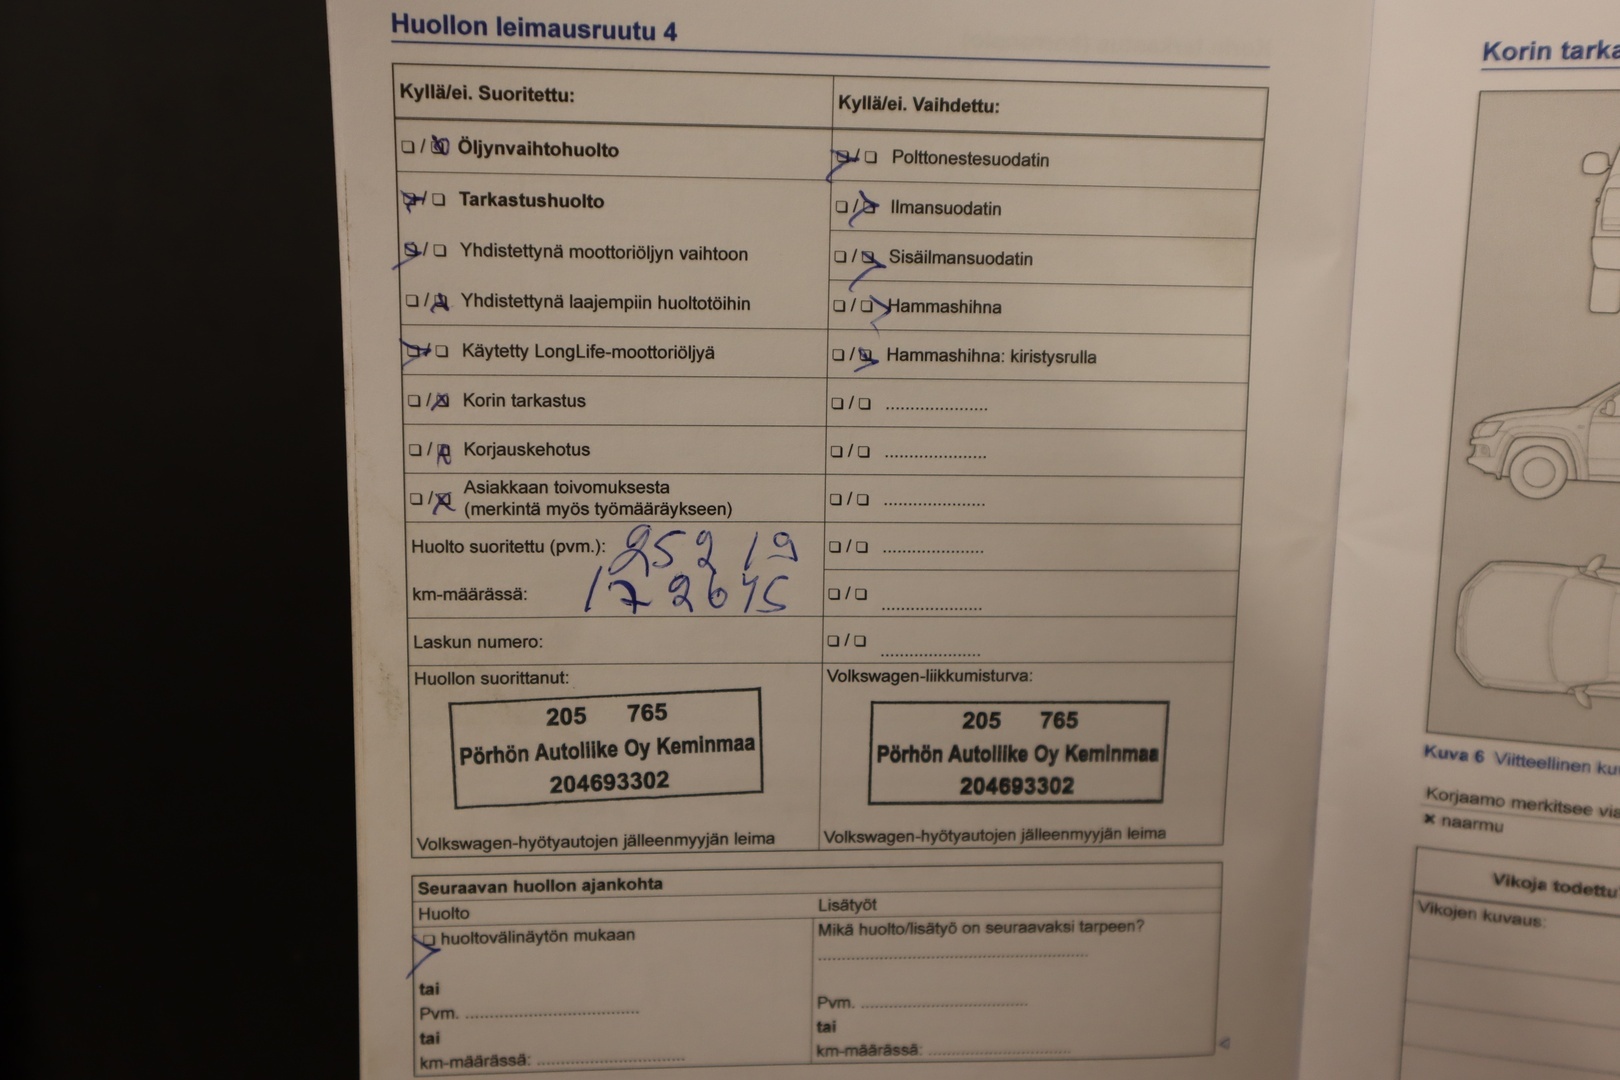 Huollon leimausruutu 4
Kyllä/ei. Suoritettu:
☐ / ☒ Öljynvaihtohuolto
☒ / ☐ Tarkastushuolto
☒ / ☐ Yhdistettynä moottoriöljyn vaihtoon
☐ / ☒ Yhdistettynä laajempiin huoltotöihin
☒ / ☐ Käytetty LongLife-moottoriöljyä
☐ / ☒ Korin tarkastus
☐ / ☒ Korjauskehotus
☐ / ☒ Asiakkaan toivomuksesta
(merkintä myös työmääräykseen)
Huolto suoritettu (pvm.): 25 2 19
km-määrässä:
Laskun numero:
Huollon suorittanut:
205 765
Pörhön Autoliike Oy Keminmaa
204693302
Volkswagen-hyötyautojen jälleenmyyjän leima
Kyllä/ei. Vaihdettu:
☒ / ☐ Polttonestesuodatin
☐ / ☒ Ilmansuodatin
☐ / ☒ Sisäilmansuodatin
☐ / ☒ Hammashihna
☐ / ☒ Hammashihna: kiristysrulla
☐ / ☐ .....................
☐ / ☐ .....................
☐ / ☐ .....................
☐ / ☐ .....................
☐ / ☐ .....................
☐ / ☐ .....................
Volkswagen-liikkumisturva:
205 765
Pörhön Autoliike Oy Keminmaa
204693302
Volkswagen-hyötyautojen jälleenmyyjän leima
Seuraavan huollon ajankohta
Huolto
☒ huoltovälinäytön mukaan
tai
Pvm. ....................................
tai
km-määrässä: ..............................
Lisätyöt
Mikä huolto/lisätyö on seuraavaksi tarpeen?
Pvm. ..................................
tai
km-määrässä: .............................
Korin
Kuva 6 Viitteellinen
Korjaamo merkitsee
× naarmu
Vikoja todettu
Vikojen kuvaus: